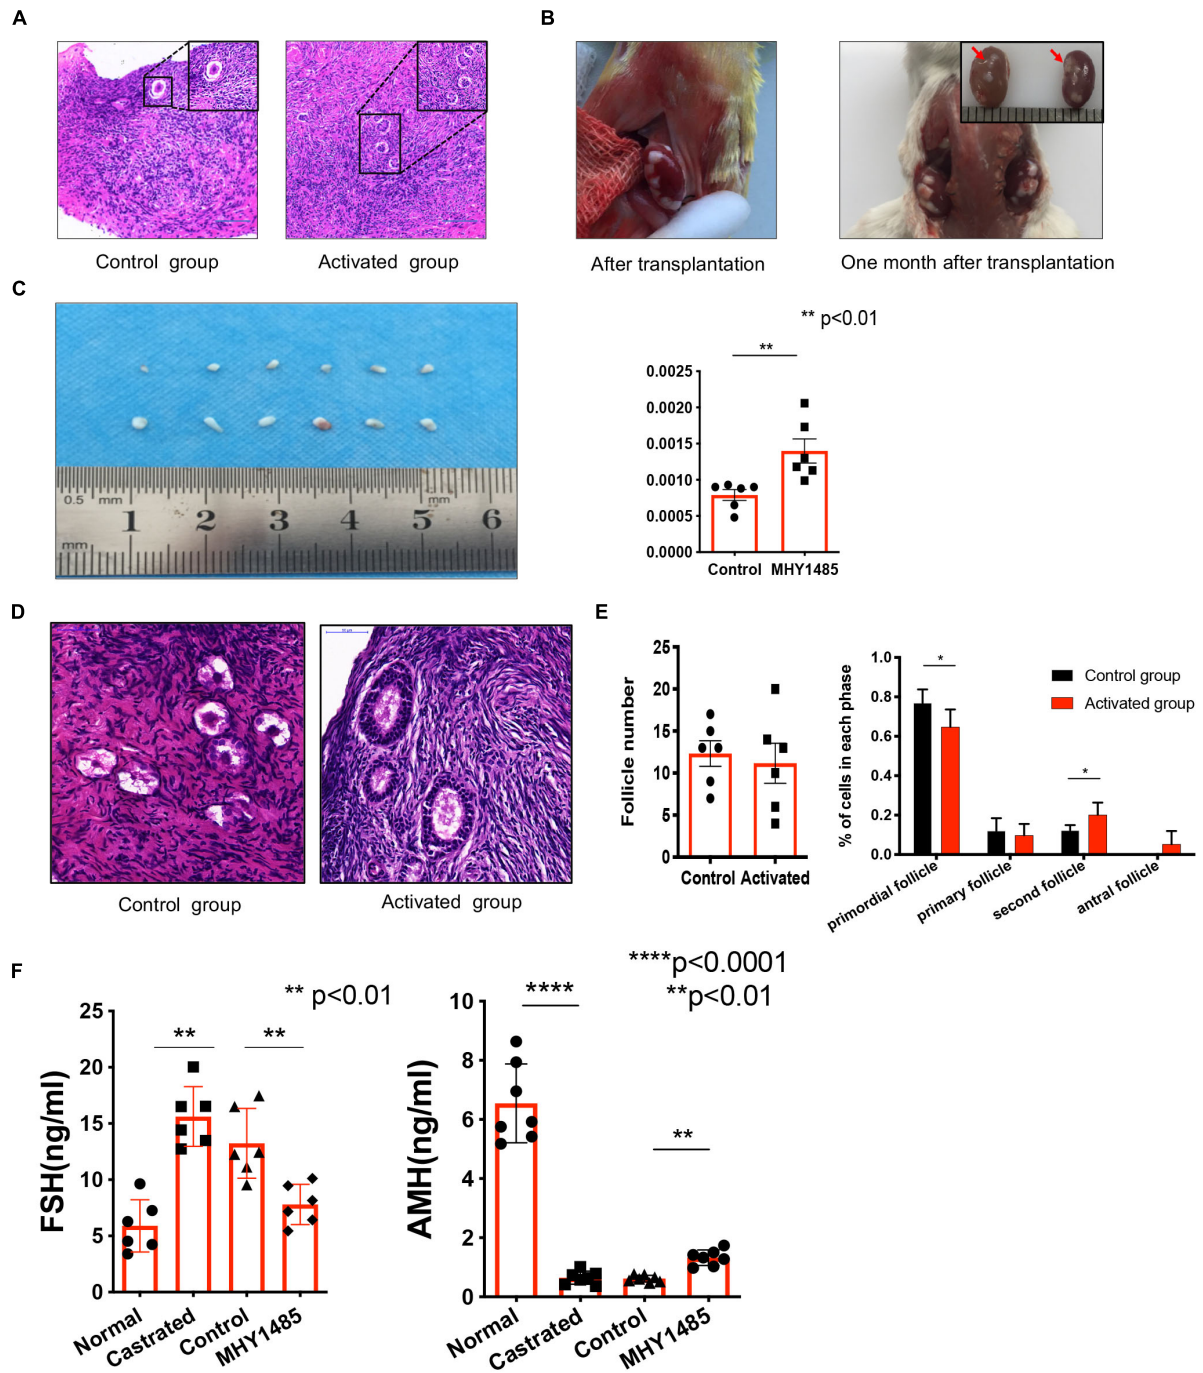 A
B
Control group
Activated group
After transplantation
One month after transplantation
C
** p<0.01
**
0.0025
0.0020
0.0015
0.0010
0.0005
0.0000
Control MHY1485
0.5 mm mm
1 2 3 4 5 6
mm
D
E
Control group
Activated group
Follicle number
25
20
15
10
5
0
Control Activated
% of cells in each phase
1.0
0.8
0.6
0.4
0.2
0.0
*
*
Control group
Activated group
primordial follicle
primary follicle
second follicle
antral follicle
F
** p<0.01
** **
FSH(ng/ml)
25
20
15
10
5
0
Normal
Castrated
Control
MHY1485
****p<0.0001
**p<0.01
****
**
AMH(ng/ml)
10
8
6
4
2
0
Normal
Castrated
Control
MHY1485